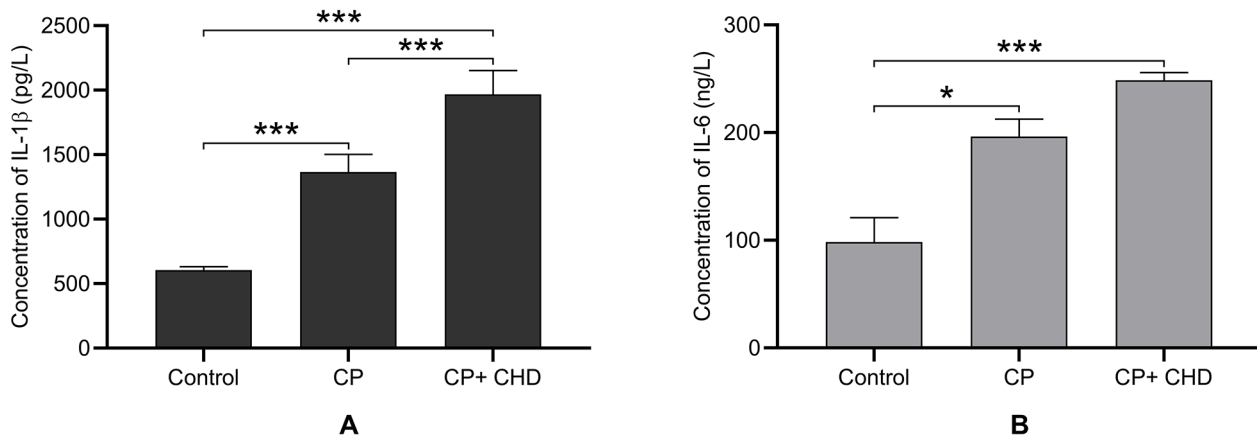 Concentration of IL-1β (pg/L)
2500
2000
1500
1000
500
0
***
***
***
Control
CP
CP+ CHD
A
Concentration of IL-6 (ng/L)
300
200
100
0
***
*
Control
CP
CP+ CHD
B